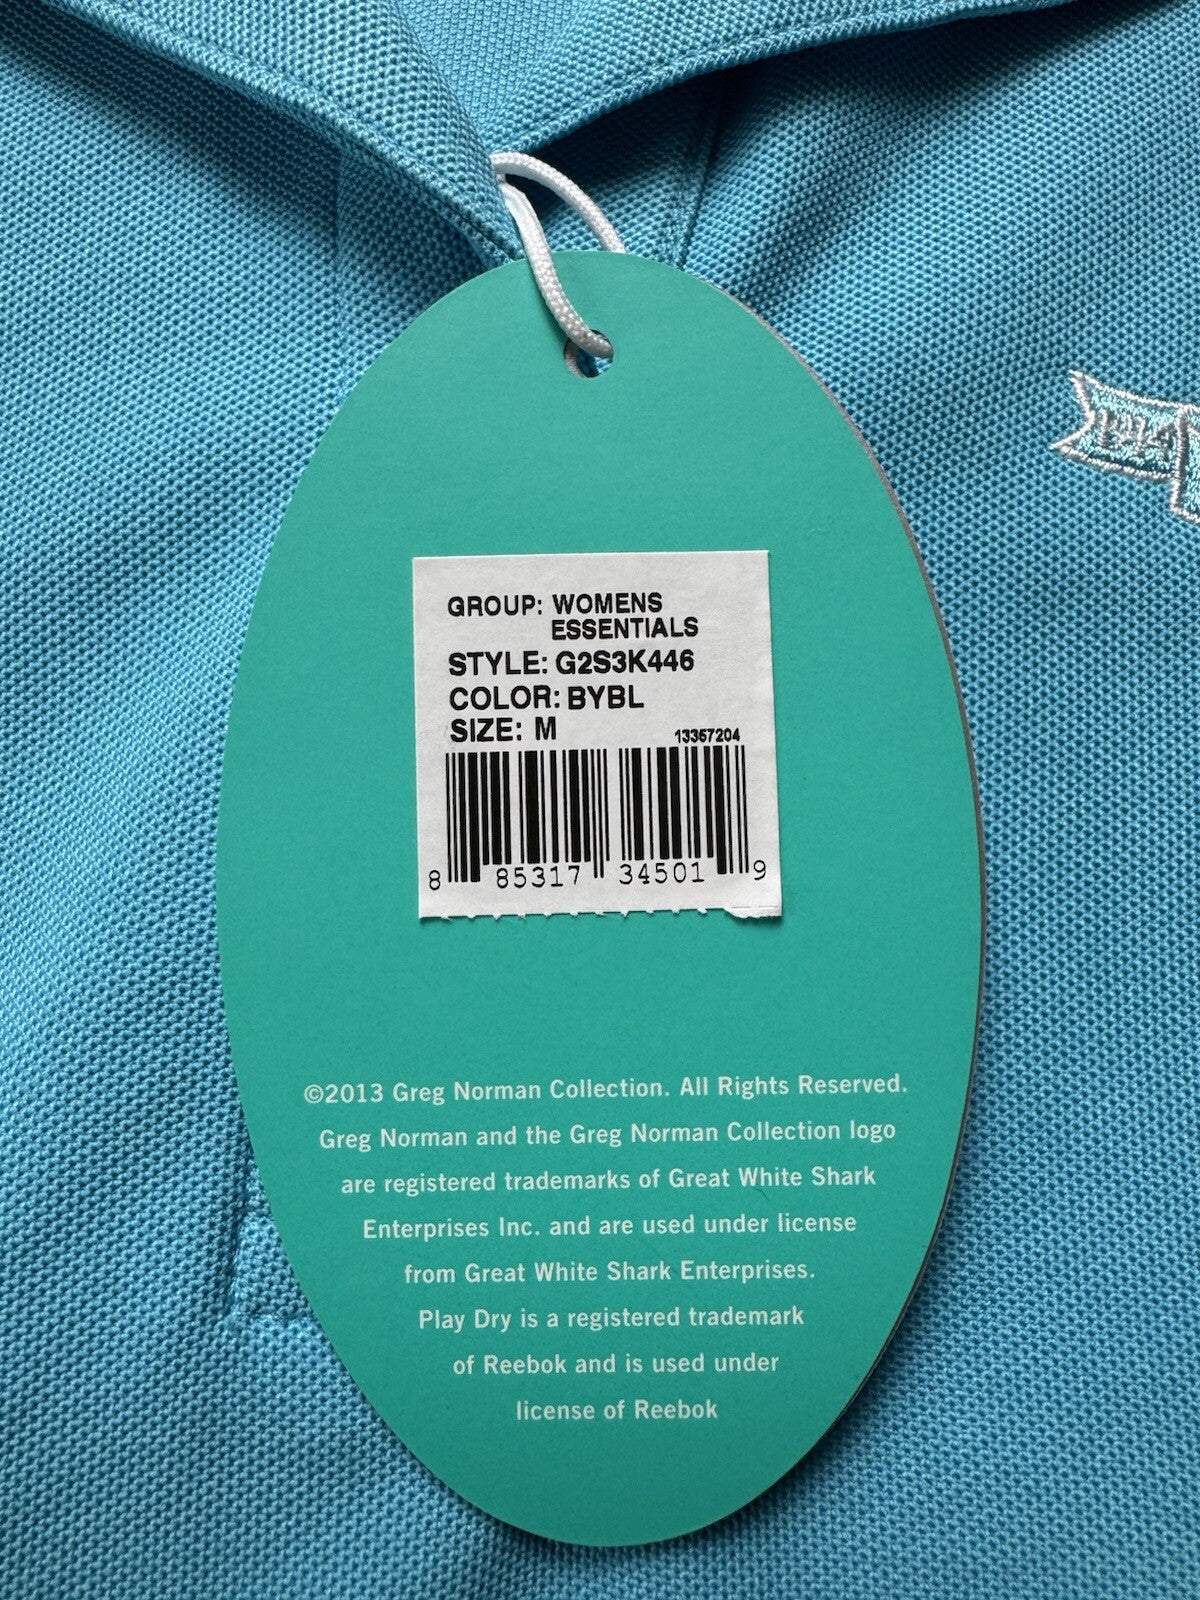 GROUP: WOMENS
ESSENTIALS
STYLE: G2S3K446
COLOR: BYBL
SIZE: M
13357204
8 85317 34501 9
©2013 Greg Norman Collection. All Rights Reserved.
Greg Norman and the Greg Norman Collection logo
are registered trademarks of Great White Shark
Enterprises Inc. and are used under license
from Great White Shark Enterprises.
Play Dry is a registered trademark
of Reebok and is used under
license of Reebok